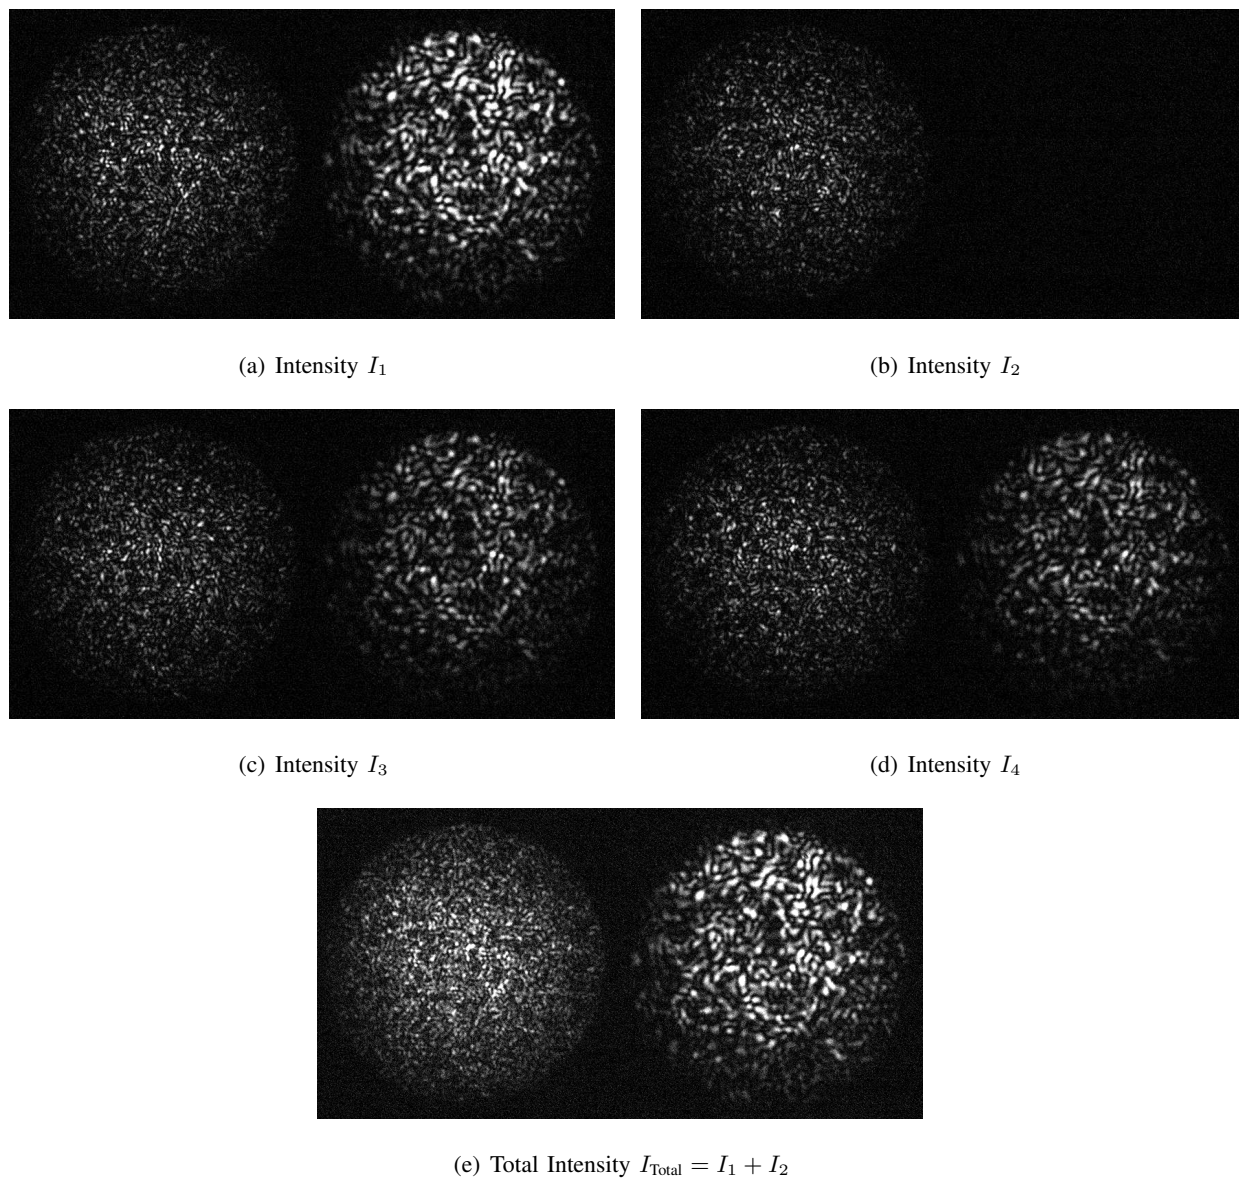 (a) Intensity I₁
(b) Intensity I₂
(c) Intensity I₃
(d) Intensity I₄
(e) Total Intensity I_Total = I₁ + I₂